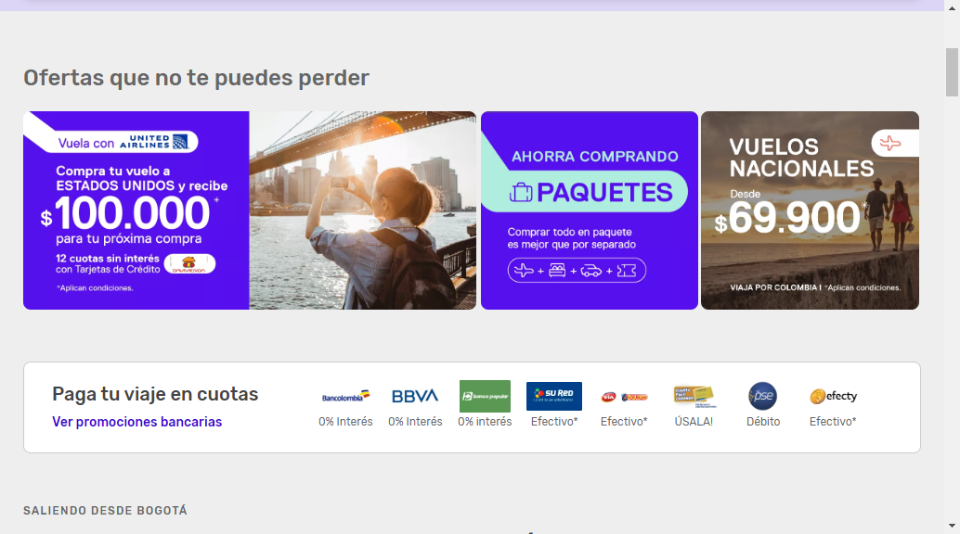 Ofertas que no te puedes perder
Vuela con UNITED AIRLINES
Compra tu vuelo a
ESTADOS UNIDOS y recibe
$100.000*
para tu próxima compra
12 cuotas sin interés
con Tarjetas de Crédito DAVIVIENDA
*Aplican condiciones.
AHORRA COMPRANDO
PAQUETES
Comprar todo en paquete
es mejor que por separado
+ + +
VUELOS
NACIONALES
Desde
$69.900*
VIAJA POR COLOMBIA | *Aplican condiciones.
Paga tu viaje en cuotas
Ver promociones bancarias
Bancolombia
0% Interés
BBVA
0% Interés
banco popular
0% interés
SU RED
Efectivo*
vía
Efectivo*
ÚSALA!
pse
Débito
efecty
Efectivo*
SALIENDO DESDE BOGOTÁ